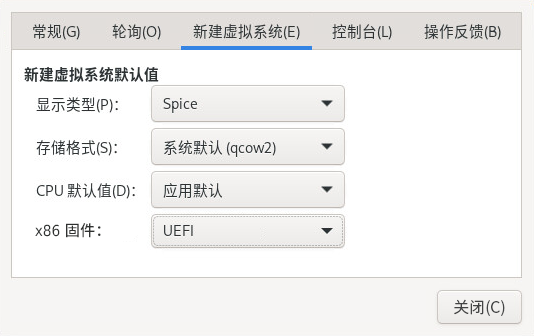 常规(G) 轮询(O) 新建虚拟系统(E) 控制台(L) 操作反馈(B)
新建虚拟系统默认值
显示类型(P)： Spice
存储格式(S)： 系统默认 (qcow2)
CPU 默认值(D)： 应用默认
x86 固件： UEFI
关闭(C)